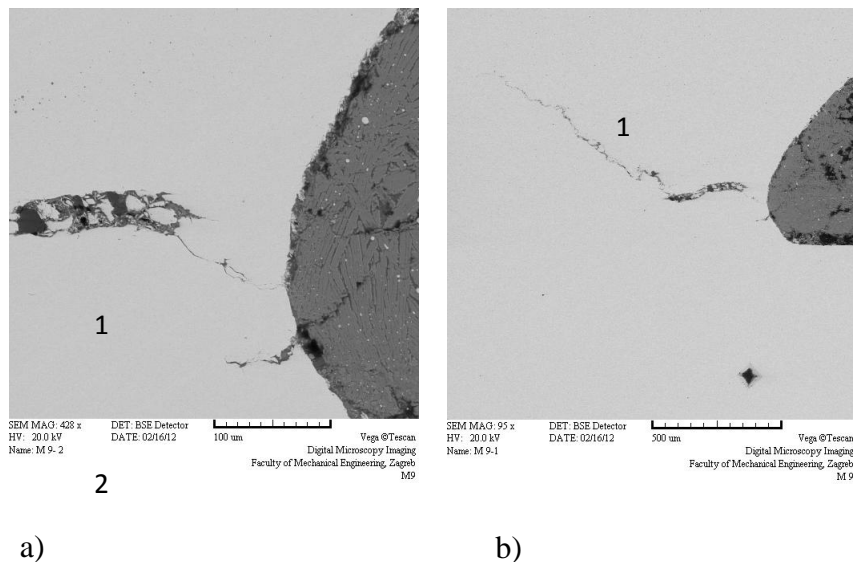 1
SEM MAG: 428 x DET: BSE Detector
HV: 20.0 kV DATE: 02/16/12 100 um Vega ©Tescan
Name: M 9- 2 Digital Microscopy Imaging
Faculty of Mechanical Engineering, Zagreb
M9
2
a)
1
SEM MAG: 95 x DET: BSE Detector
HV: 20.0 kV DATE: 02/16/12 500 um Vega ©Tescan
Name: M 9-1 Digital Microscopy Imaging
Faculty of Mechanical Engineering, Zagreb
M 9
b)